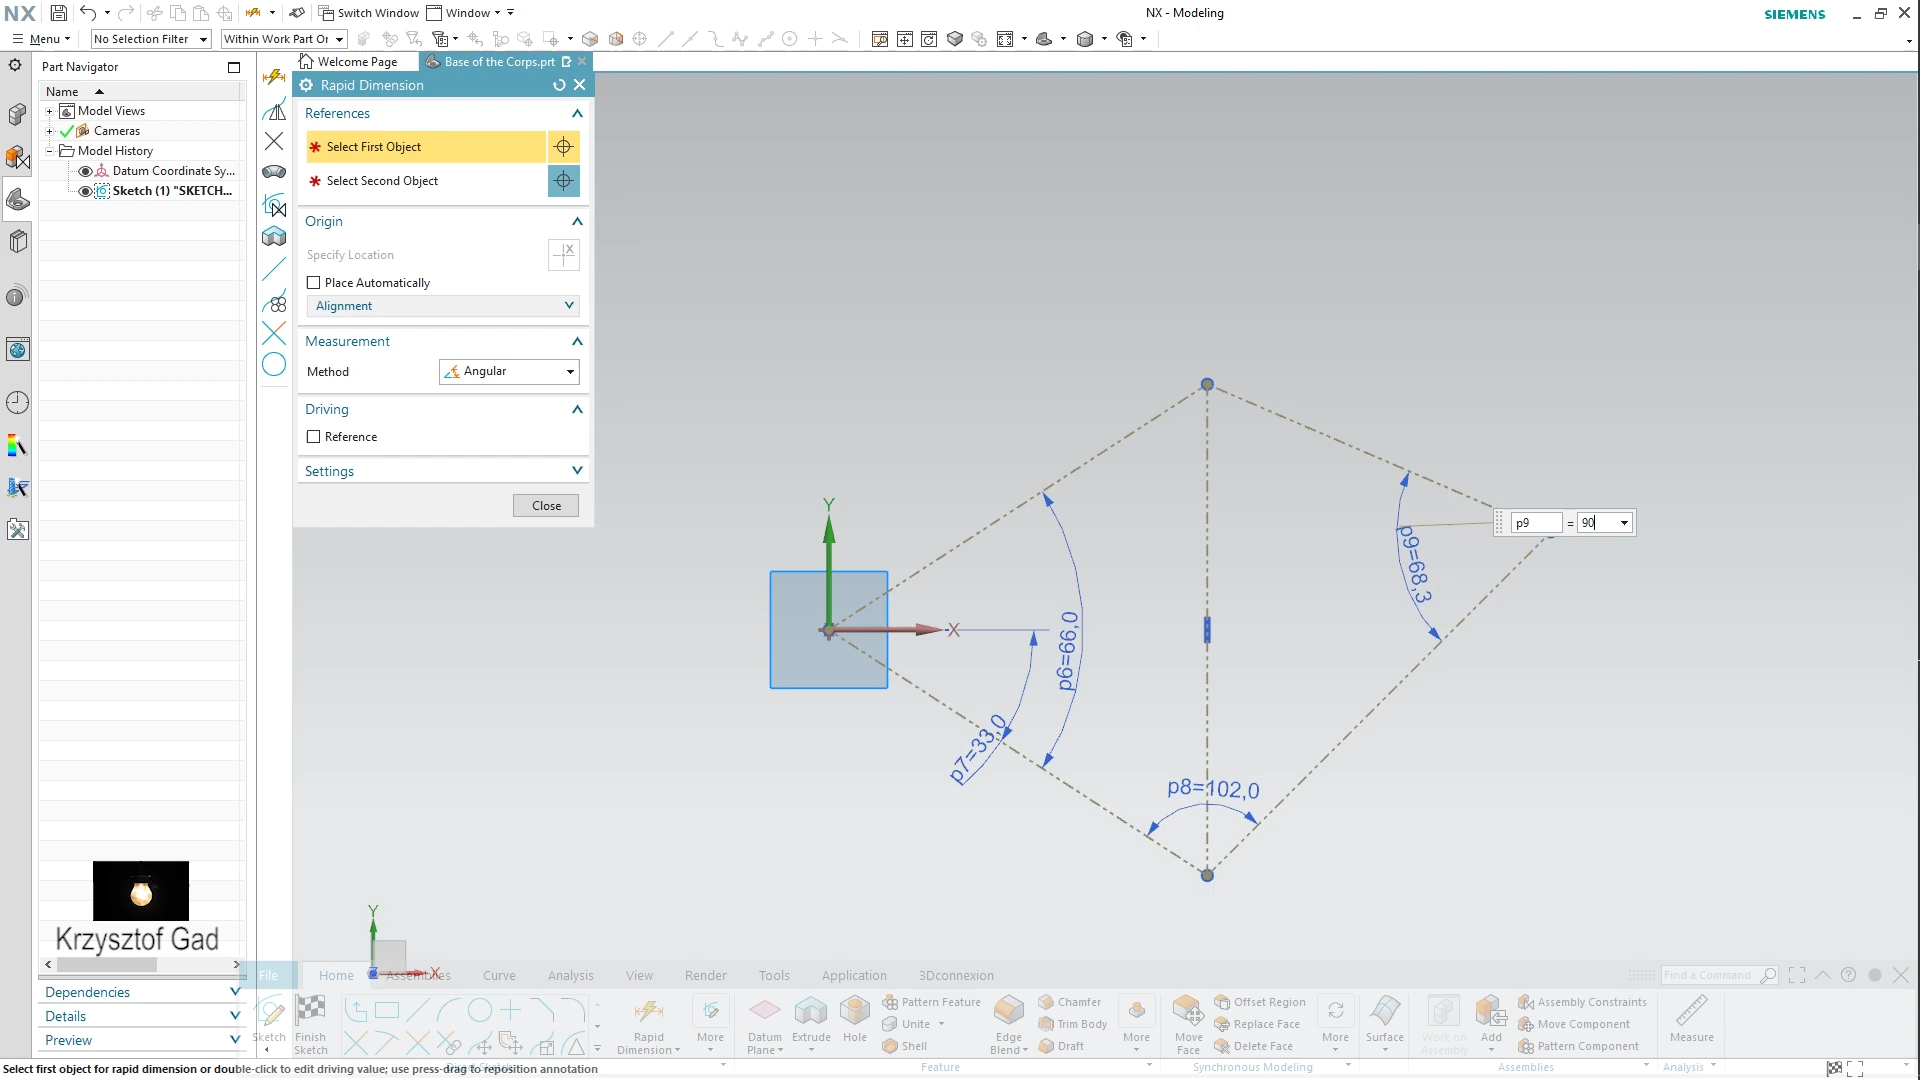 NX Switch Window Window NX - Modeling SIEMENS
Menu No Selection Filter Within Work Part Or
Part Navigator
Name
Model Views
Cameras
Model History
Datum Coordinate Sy...
Sketch (1) "SKETCH...
Welcome Page Base of the Corps.prt
Rapid Dimension
References
* Select First Object
* Select Second Object
Origin
Specify Location
X
Place Automatically
Alignment
Measurement
Method Angular
Driving
Reference
Settings
Close
Y
X
p6=66,0
p7=33,0
p8=102,0
p9=68,3
p9 = 90
Krzysztof Gad
Y
X
Dependencies
Details
Preview
File Home Assemblies Curve Analysis View Render Tools Application 3Dconnexion Find a Command
Sketch
Finish
Sketch
Rapid
Dimension
More
Datum
Plane
Extrude
Hole
Pattern Feature
Unite
Shell
Edge
Blend
Chamfer
Trim Body
Draft
More
Move
Face
Offset Region
Replace Face
Delete Face
More
Surface
Work on
Assembly
Add
Assembly Constraints
Move Component
Pattern Component
Measure
Feature Synchronous Modeling Assemblies Analysis
Select first object for rapid dimension or double-click to edit driving value; use press-drag to reposition annotation